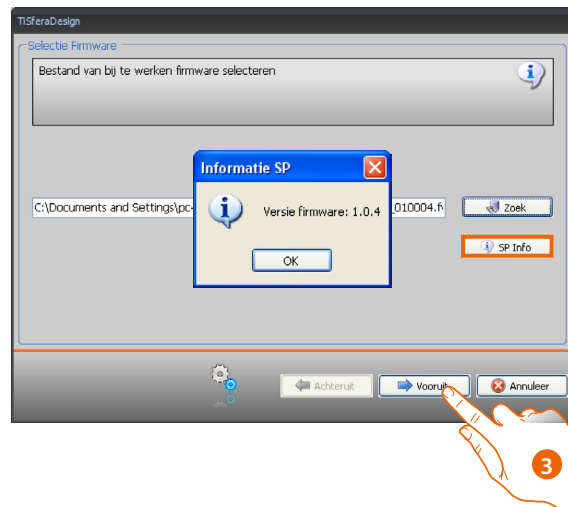 TiSferaDesign
Selectie Firmware
Bestand van bij te werken firmware selecteren
Informatie SP
C:\Documents and Settings\pc-
Versie firmware: 1.0.4
_010004.f
Zoek
OK
SP Info
Achteruit
Vooruit
Annuleer
3